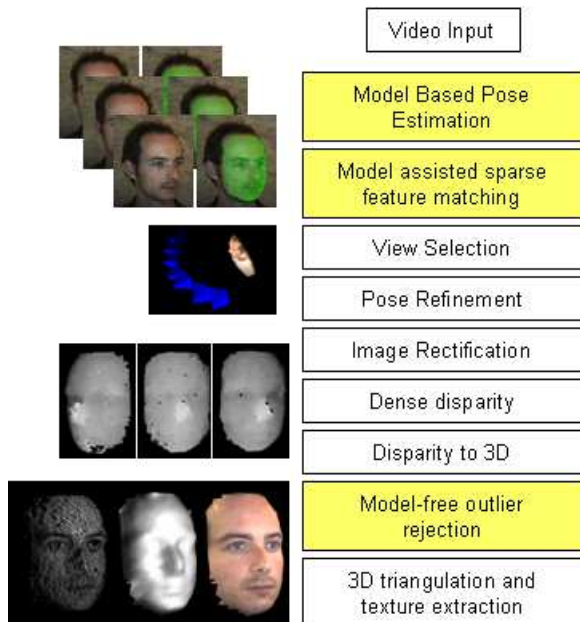 Video Input
Model Based Pose
Estimation
Model assisted sparse
feature matching
View Selection
Pose Refinement
Image Rectification
Dense disparity
Disparity to 3D
Model-free outlier
rejection
3D triangulation and
texture extraction